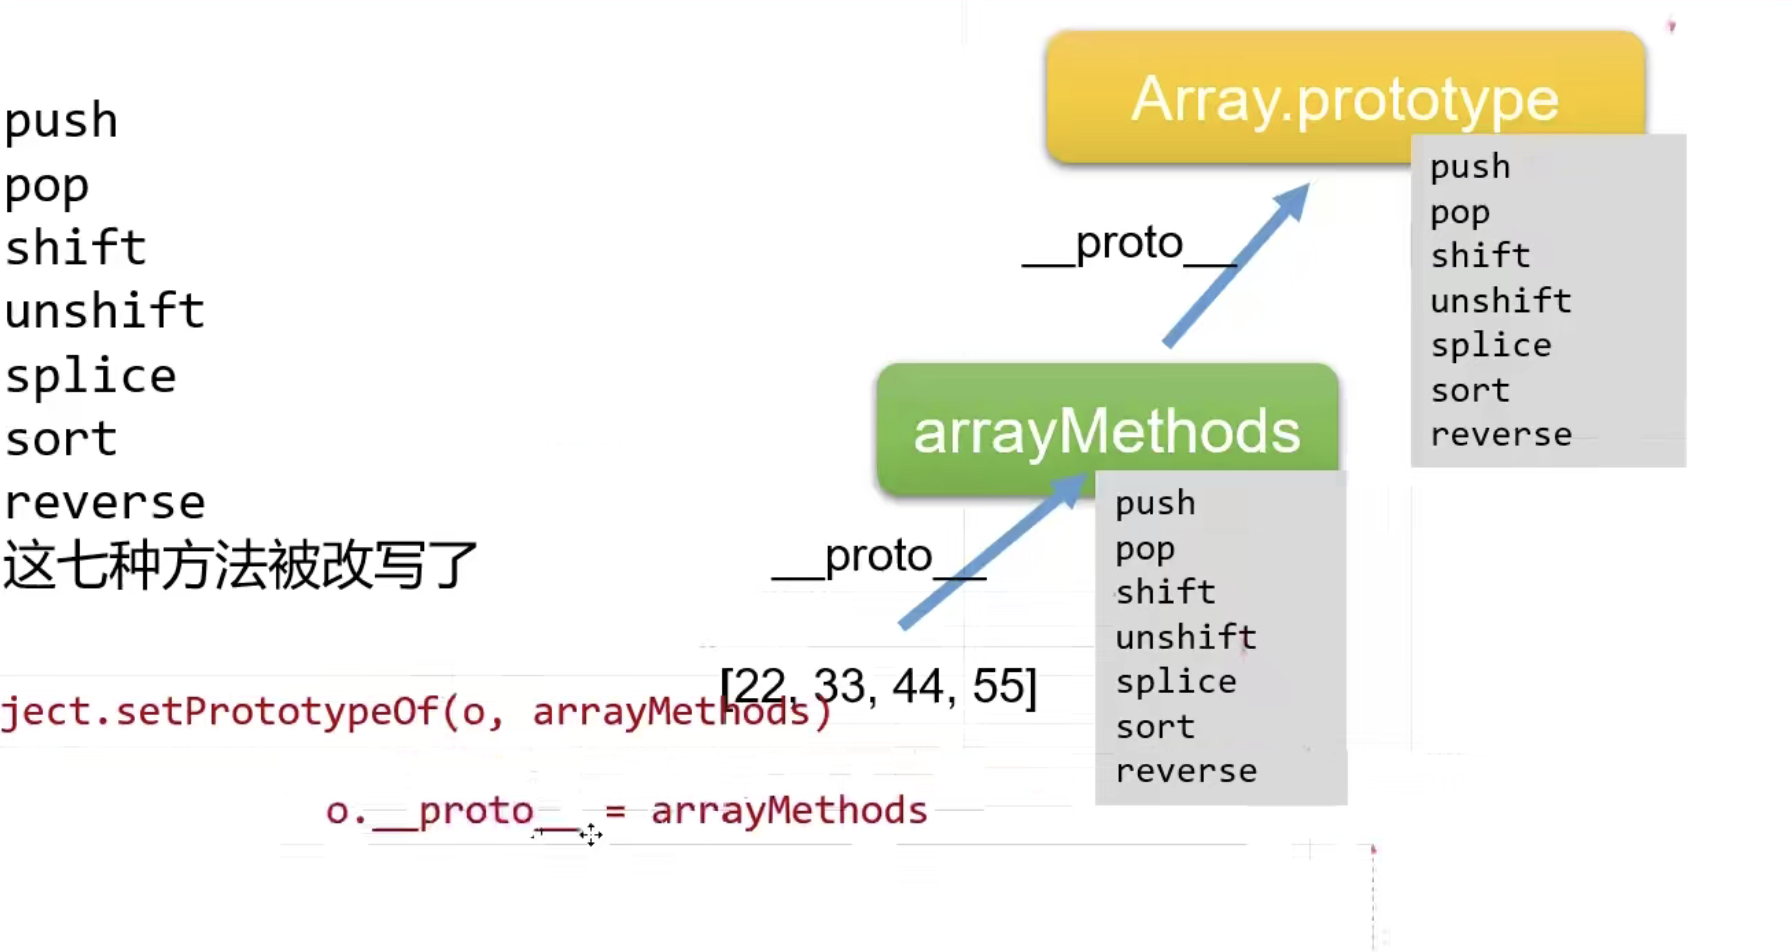 push
pop
shift
unshift
splice
sort
reverse
这七种方法被改写了
ject.setPrototypeOf(o, arrayMethods)
o.__proto__ = arrayMethods
Array.prototype
push
pop
shift
unshift
splice
sort
reverse
__proto__
arrayMethods
push
pop
shift
unshift
splice
sort
reverse
__proto__
[22, 33, 44, 55]